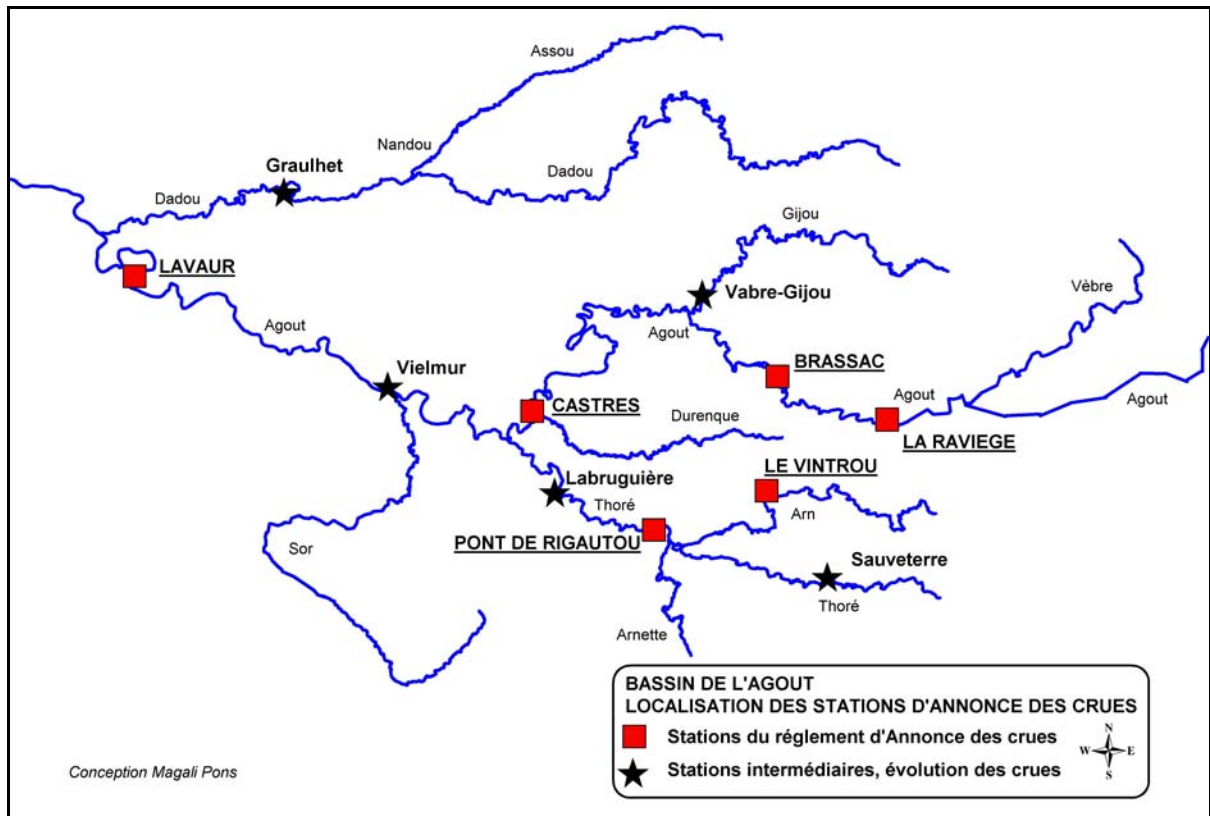 Assou
Nandou
Graulhet
Dadou
Dadou
Gijou
LAVAUR
Vabre-Gijou
Vèbre
Agout
Agout
Vielmur
BRASSAC
CASTRES
Agout
Agout
Durenque
LA RAVIEGE
LE VINTROU
Labruguière
Thoré
Arn
PONT DE RIGAUTOU
Sauveterre
Sor
Thoré
Arnette
BASSIN DE L'AGOUT
LOCALISATION DES STATIONS D'ANNONCE DES CRUES
Stations du réglement d'Annonce des crues
Stations intermédiaires, évolution des crues
N
W E
S
Conception Magali Pons